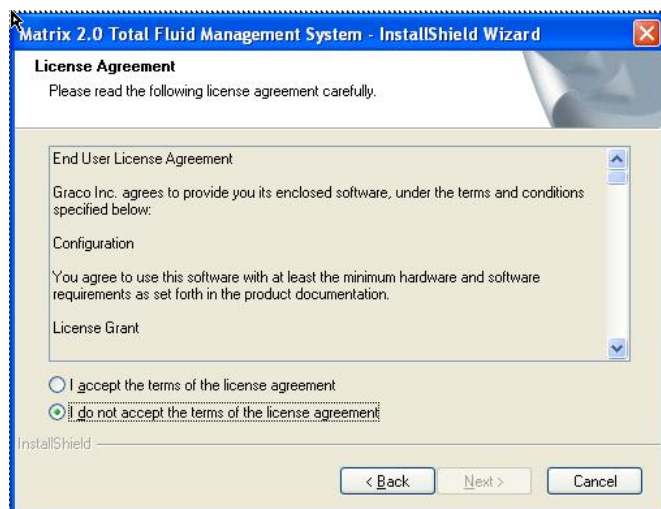 Matrix 2.0 Total Fluid Management System - InstallShield Wizard
License Agreement
Please read the following license agreement carefully.
End User License Agreement
Graco Inc. agrees to provide you its enclosed software, under the terms and conditions
specified below:
Configuration
You agree to use this software with at least the minimum hardware and software
requirements as set forth in the product documentation.
License Grant
I accept the terms of the license agreement
I do not accept the terms of the license agreement
InstallShield
< Back
Next >
Cancel